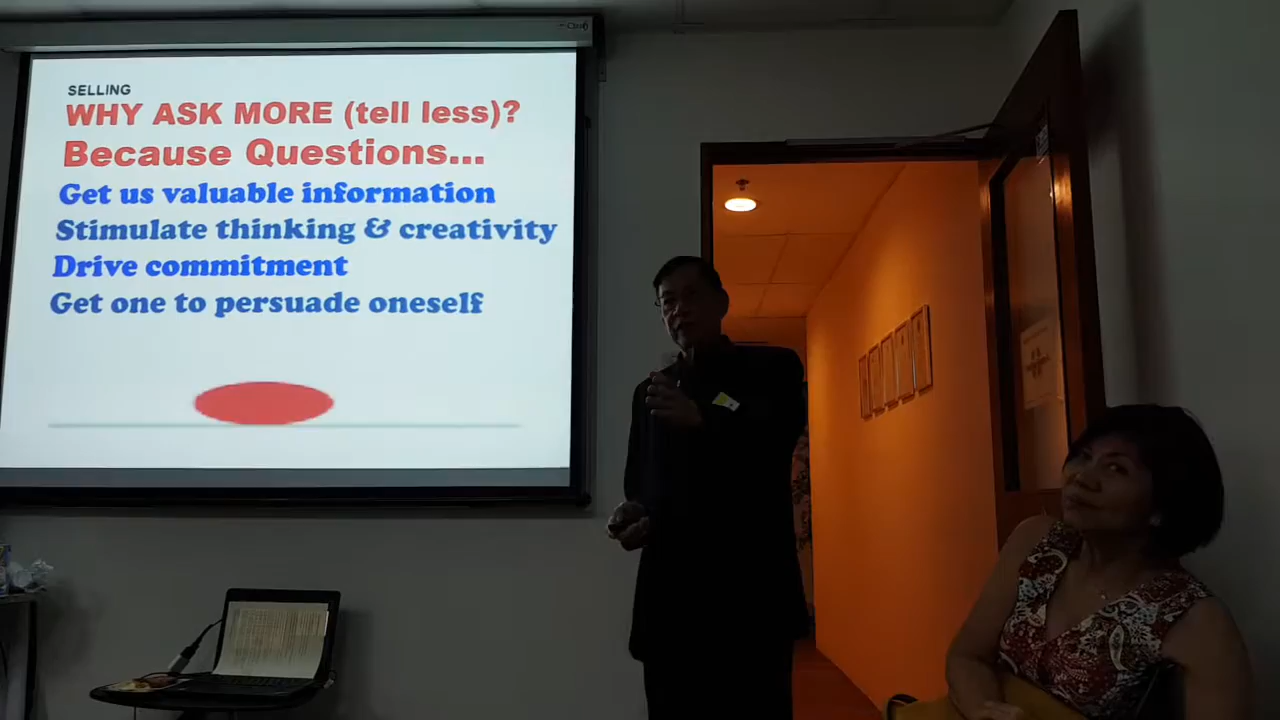 SELLING
WHY ASK MORE (tell less)?
Because Questions...
Get us valuable information
Stimulate thinking & creativity
Drive commitment
Get one to persuade oneself